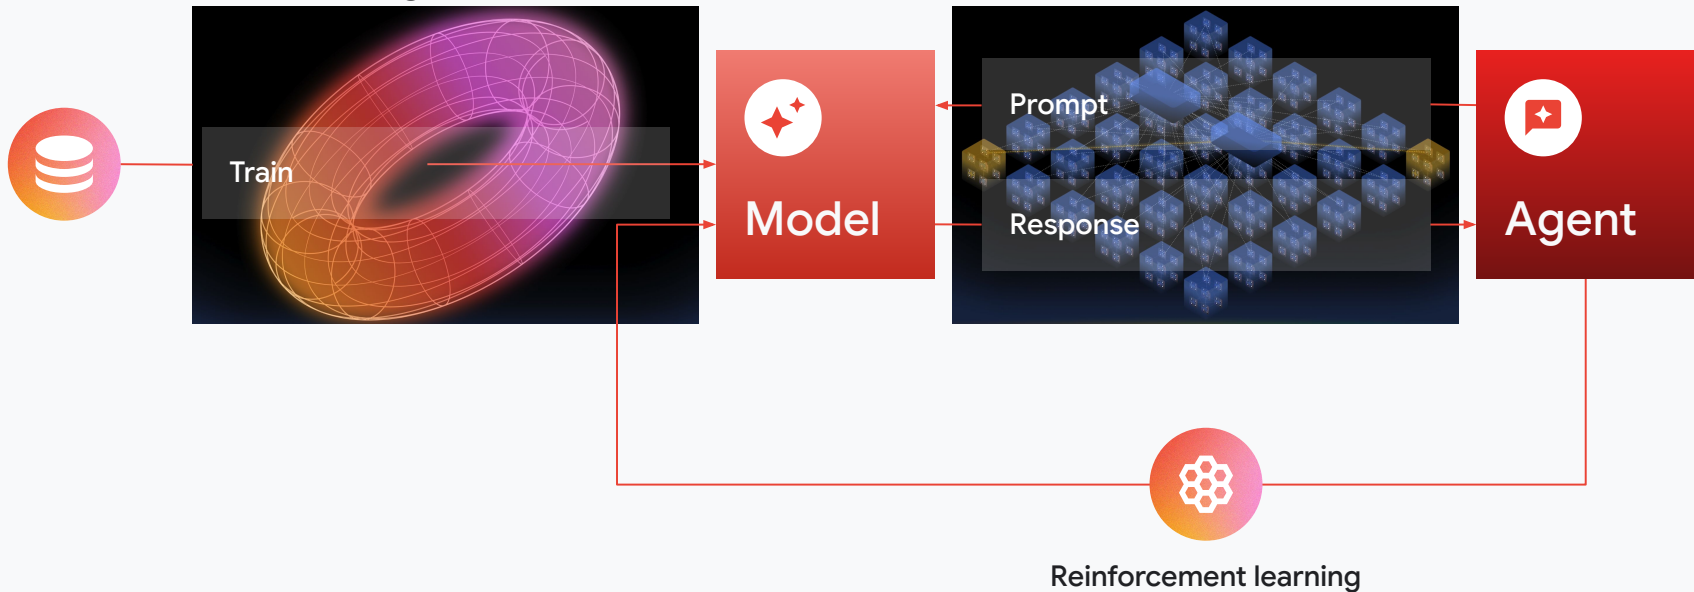 Train
Model
Prompt
Response
Agent
Reinforcement learning